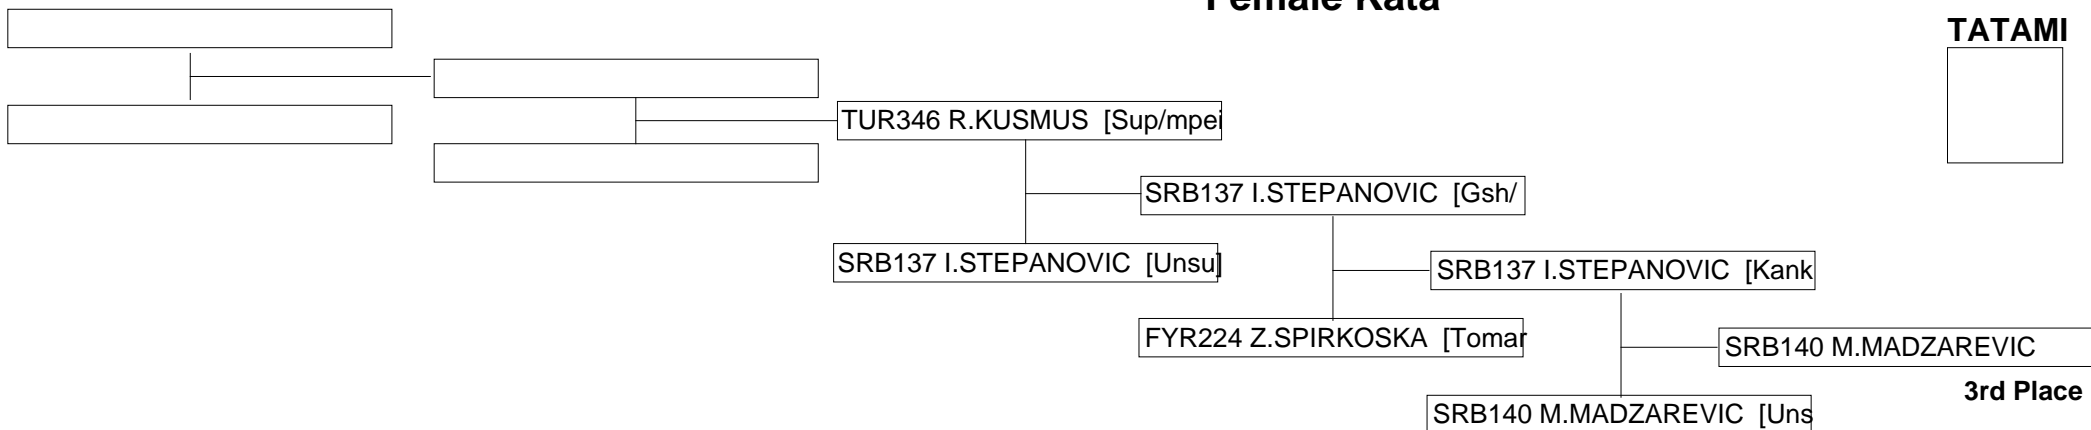 Female Kata
TATAMI
TUR346 R.KUSMUS [Sup/mpei
SRB137 I.STEPANOVIC [Gsh/
SRB137 I.STEPANOVIC [Unsu]
SRB137 I.STEPANOVIC [Kank
FYR224 Z.SPIRKOSKA [Tomar
SRB140 M.MADZAREVIC
3rd Place
SRB140 M.MADZAREVIC [Uns